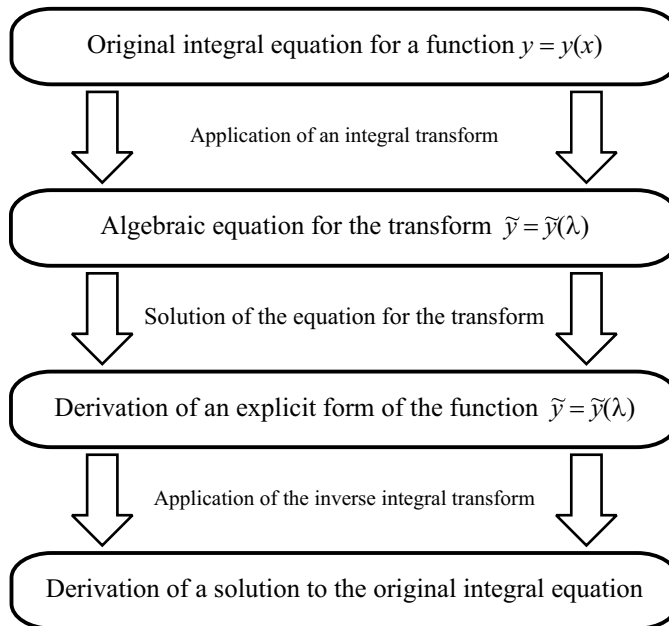 Original integral equation for a function y = y(x)
Application of an integral transform
Algebraic equation for the transform ỹ = ỹ(λ)
Solution of the equation for the transform
Derivation of an explicit form of the function ỹ = ỹ(λ)
Application of the inverse integral transform
Derivation of a solution to the original integral equation